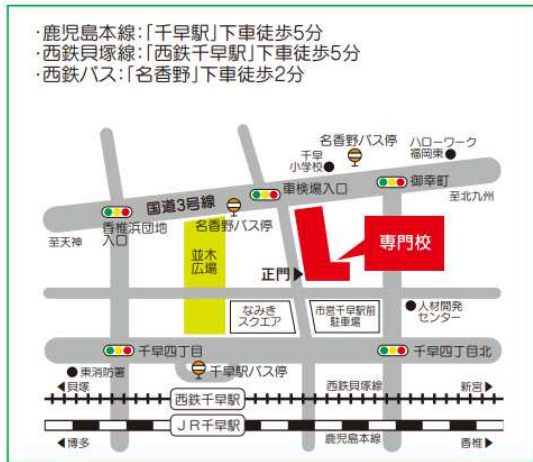 ・鹿児島本線：「千早駅」下車徒歩5分
・西鉄貝塚線：「西鉄千早駅」下車徒歩5分
・西鉄バス：「名香野」下車徒歩2分
名香野バス停
ハローワーク
福岡東
千早
小学校
御幸町
車検場入口
国道3号線
至北九州
名香野バス停
香椎浜団地
入口
至天神
並木
広場
専門校
正門
なみき
スクエア
市営千早駅前
駐車場
人材開発
センター
千早四丁目
千早四丁目北
東消防署
千早駅バス停
貝塚
西鉄貝塚線
新宮
西鉄千早駅
JR千早駅
博多
鹿児島本線
香椎